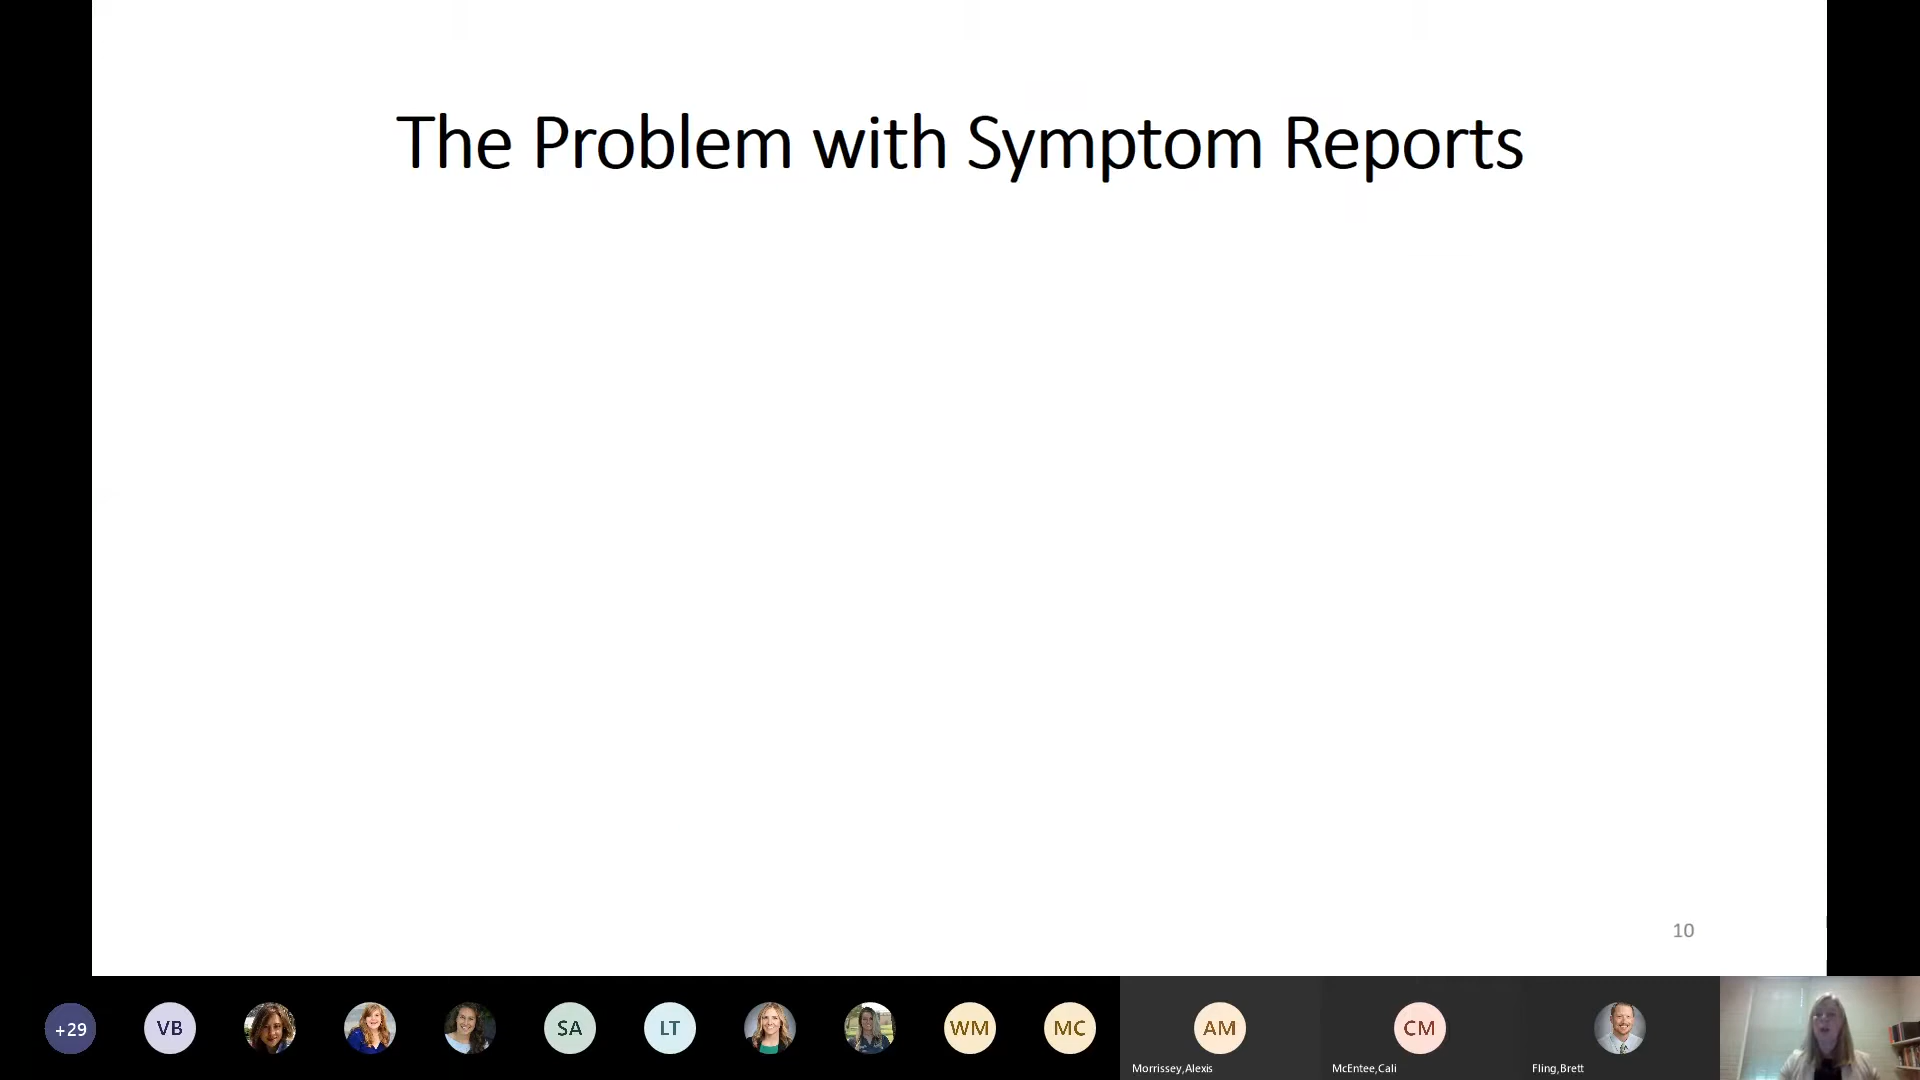 The Problem with Symptom Reports
10
+29
VB
SA
LT
WM
MC
AM
CM
Morrissey,Alexis
McEntee,Cali
Fling,Brett